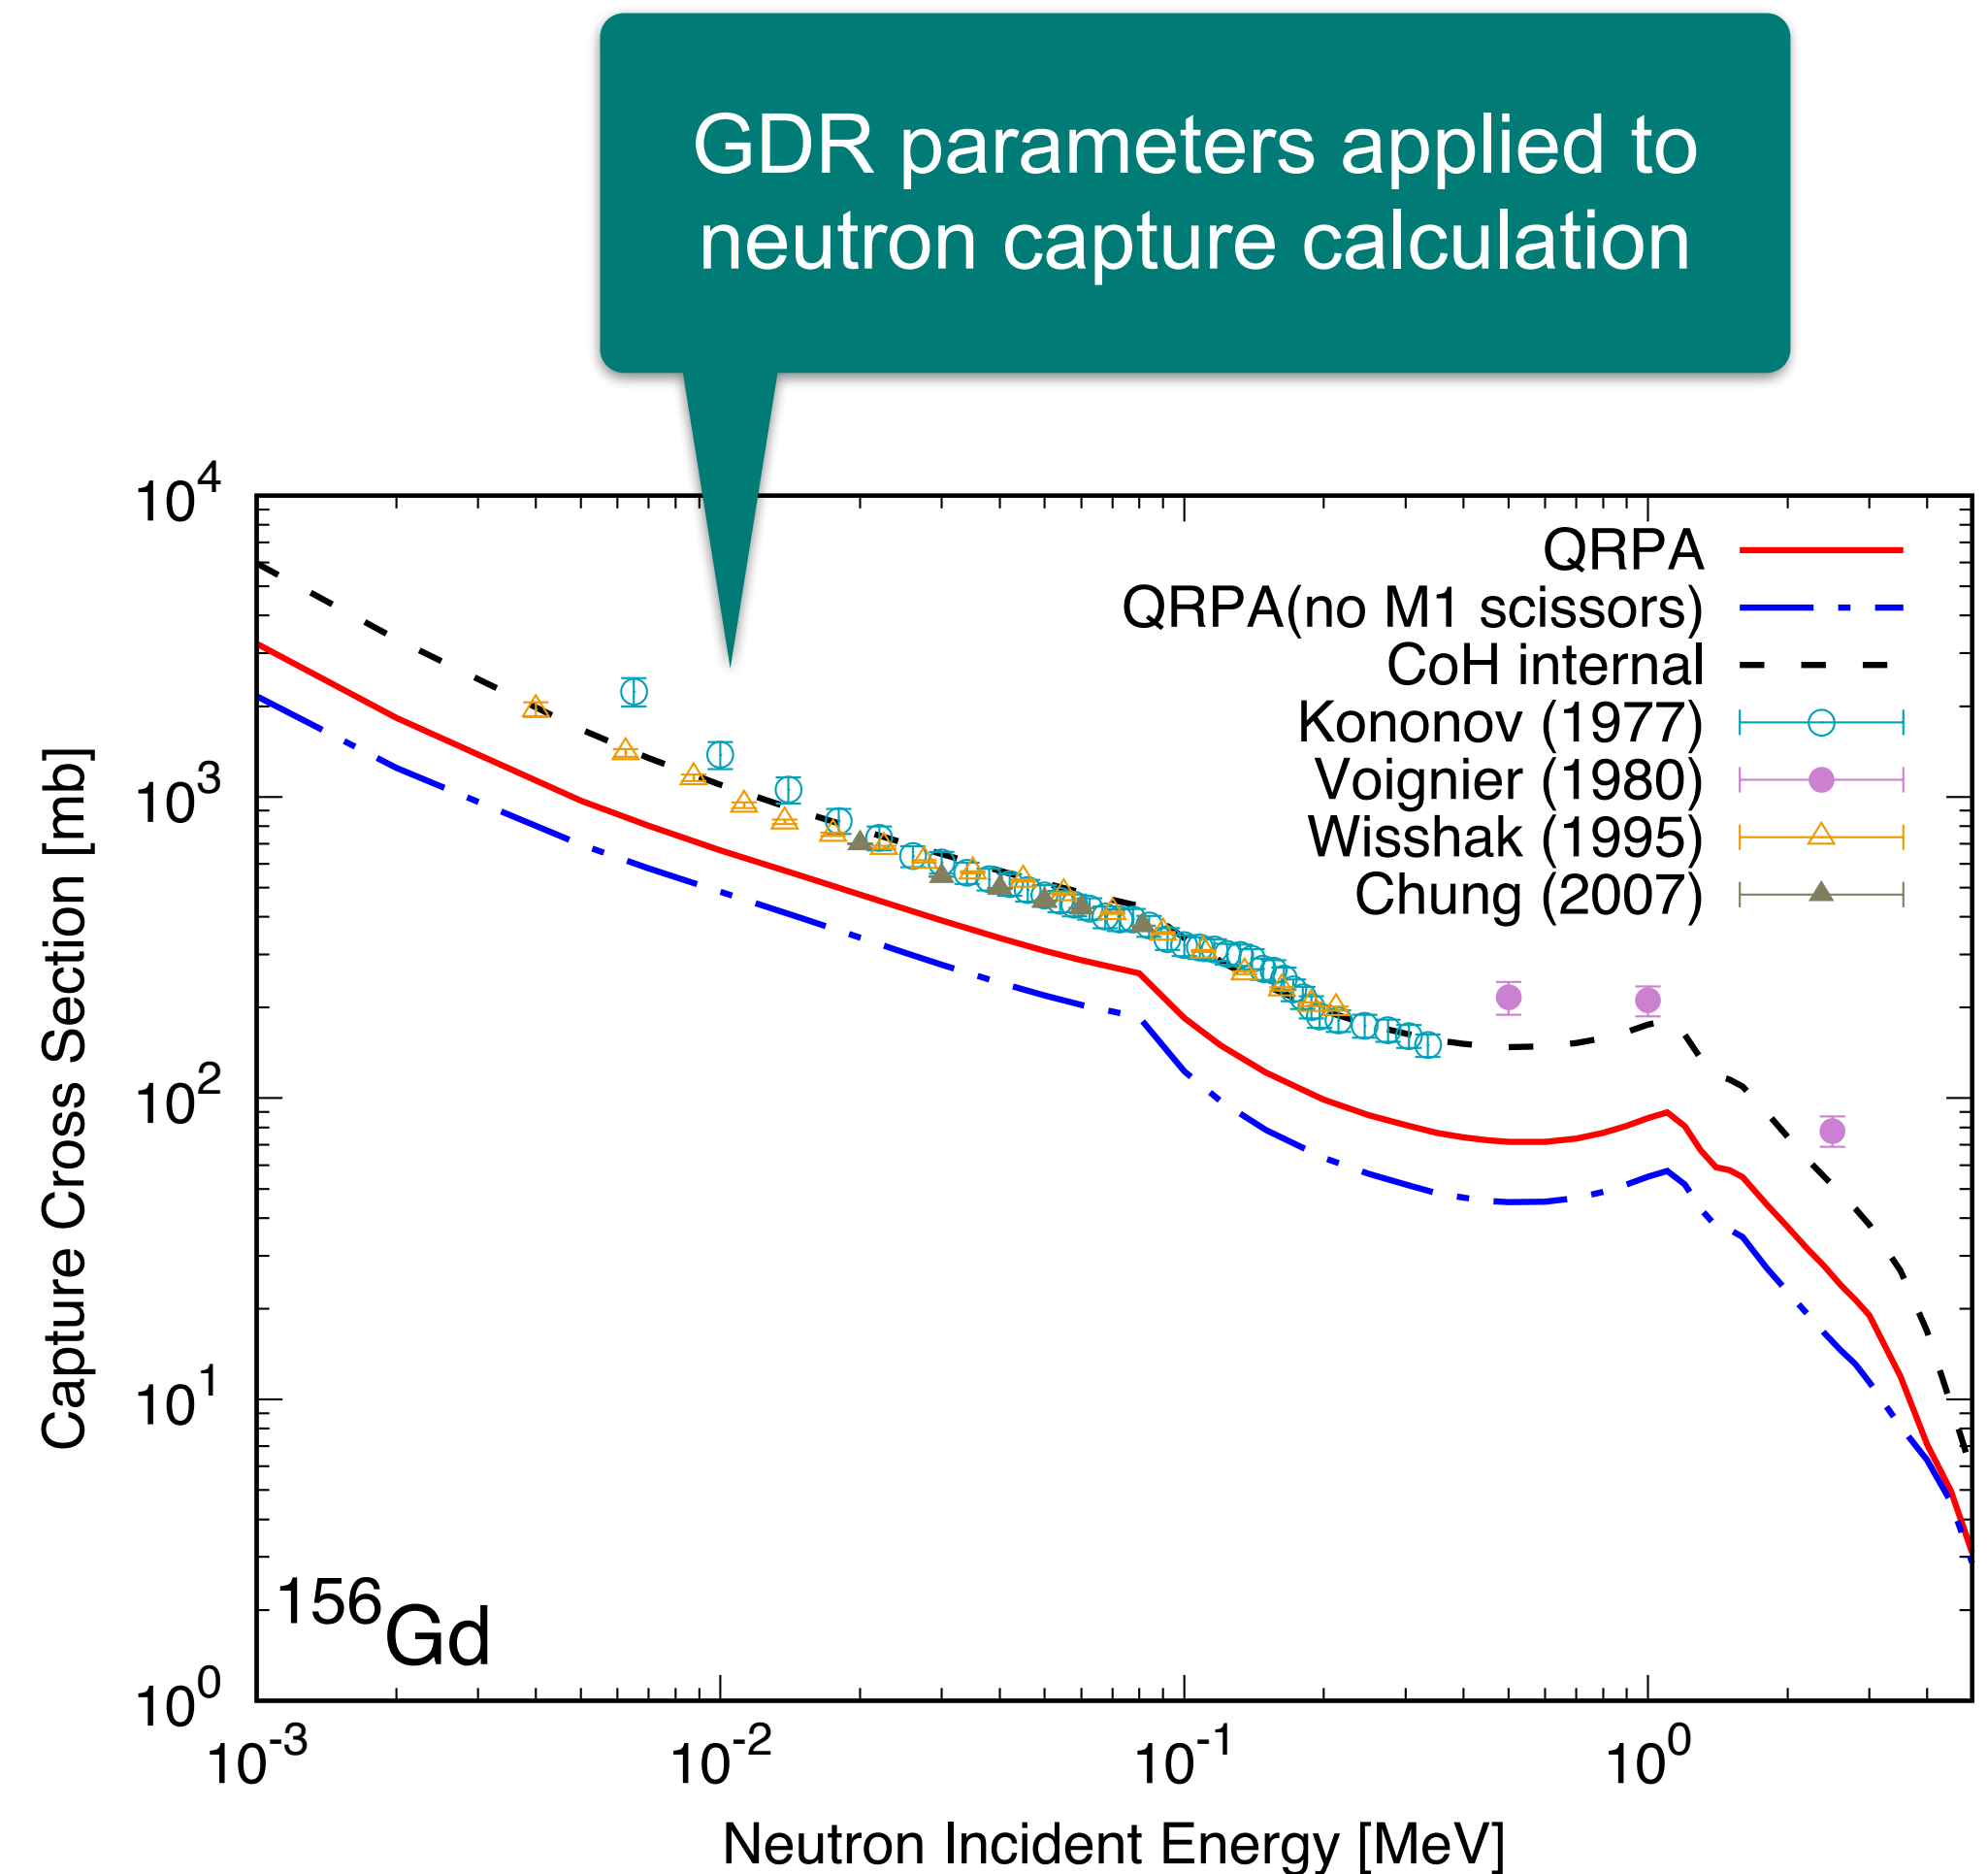 GDR parameters applied to
neutron capture calculation
10^4
10^3
10^2
10^1
10^0
Capture Cross Section [mb]
QRPA
QRPA(no M1 scissors)
CoH internal
Kononov (1977)
Voignier (1980)
Wisshak (1995)
Chung (2007)
^156Gd
10^-3
10^-2
10^-1
10^0
Neutron Incident Energy [MeV]